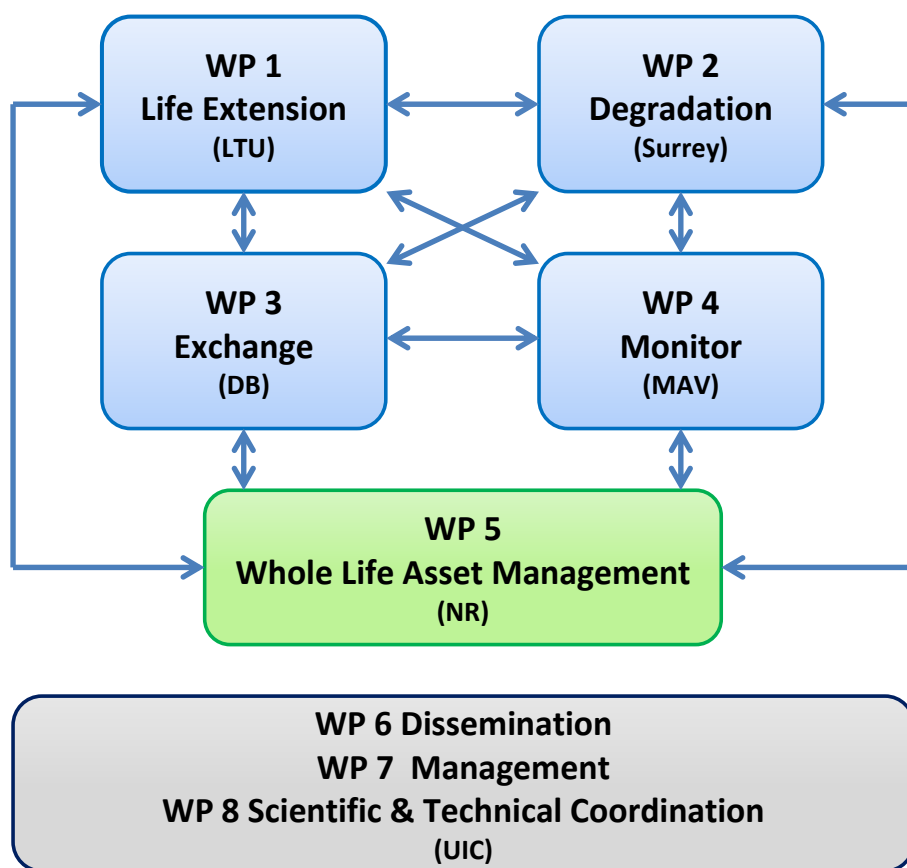 WP 1
Life Extension
(LTU)
WP 2
Degradation
(Surrey)
WP 3
Exchange
(DB)
WP 4
Monitor
(MAV)
WP 5
Whole Life Asset Management
(NR)
WP 6 Dissemination
WP 7  Management
WP 8 Scientific & Technical Coordination
(UIC)